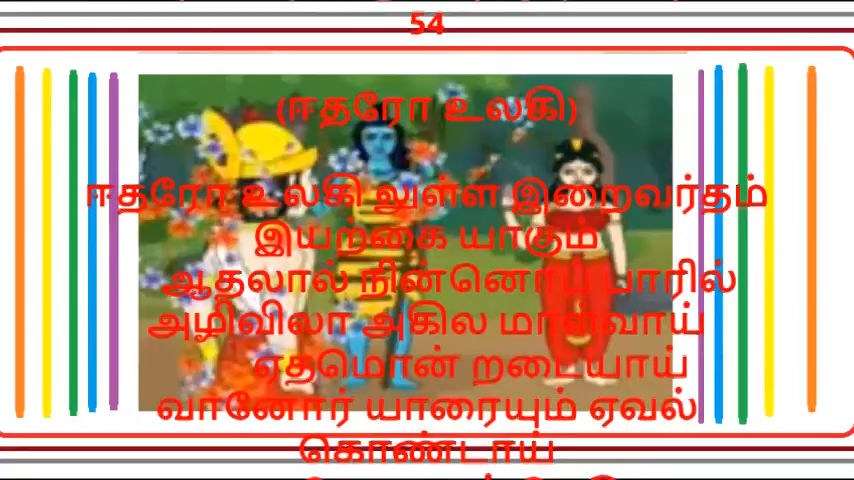 54
(ஈதரோ உலகி)
ஈதரோ உலகி லுள்ள இறைவர்தம்
இயற்கை யாகும்
ஆதலால் நின்னொடு பாரில்
அழிவிலா அகில மாள்வாய்
ஏதமொன் றடையாய்
வானோர் யாரையும் ஏவல்
கொண்டாய்